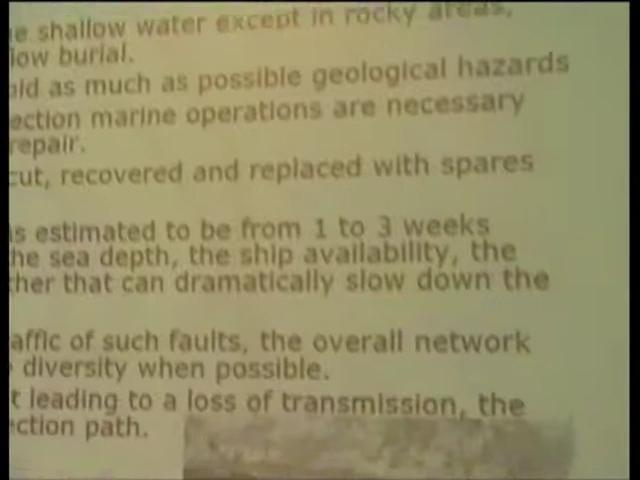 e shallow water except in rocky areas,
low burial.
oid as much as possible geological hazards
ection marine operations are necessary
repair.
cut, recovered and replaced with spares
is estimated to be from 1 to 3 weeks
he sea depth, the ship availability, the
ther that can dramatically slow down the
affic of such faults, the overall network
diversity when possible.
t leading to a loss of transmission, the
ection path.